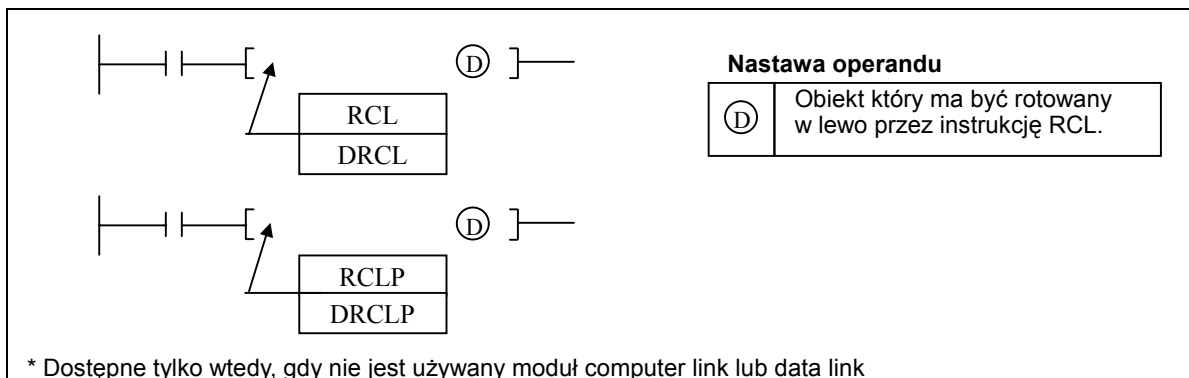 D
RCL
DRCL
D
RCLP
DRCLP
Nastawa operandu
D Obiekt który ma być rotowany
w lewo przez instrukcję RCL.
* Dostępne tylko wtedy, gdy nie jest używany moduł computer link lub data link